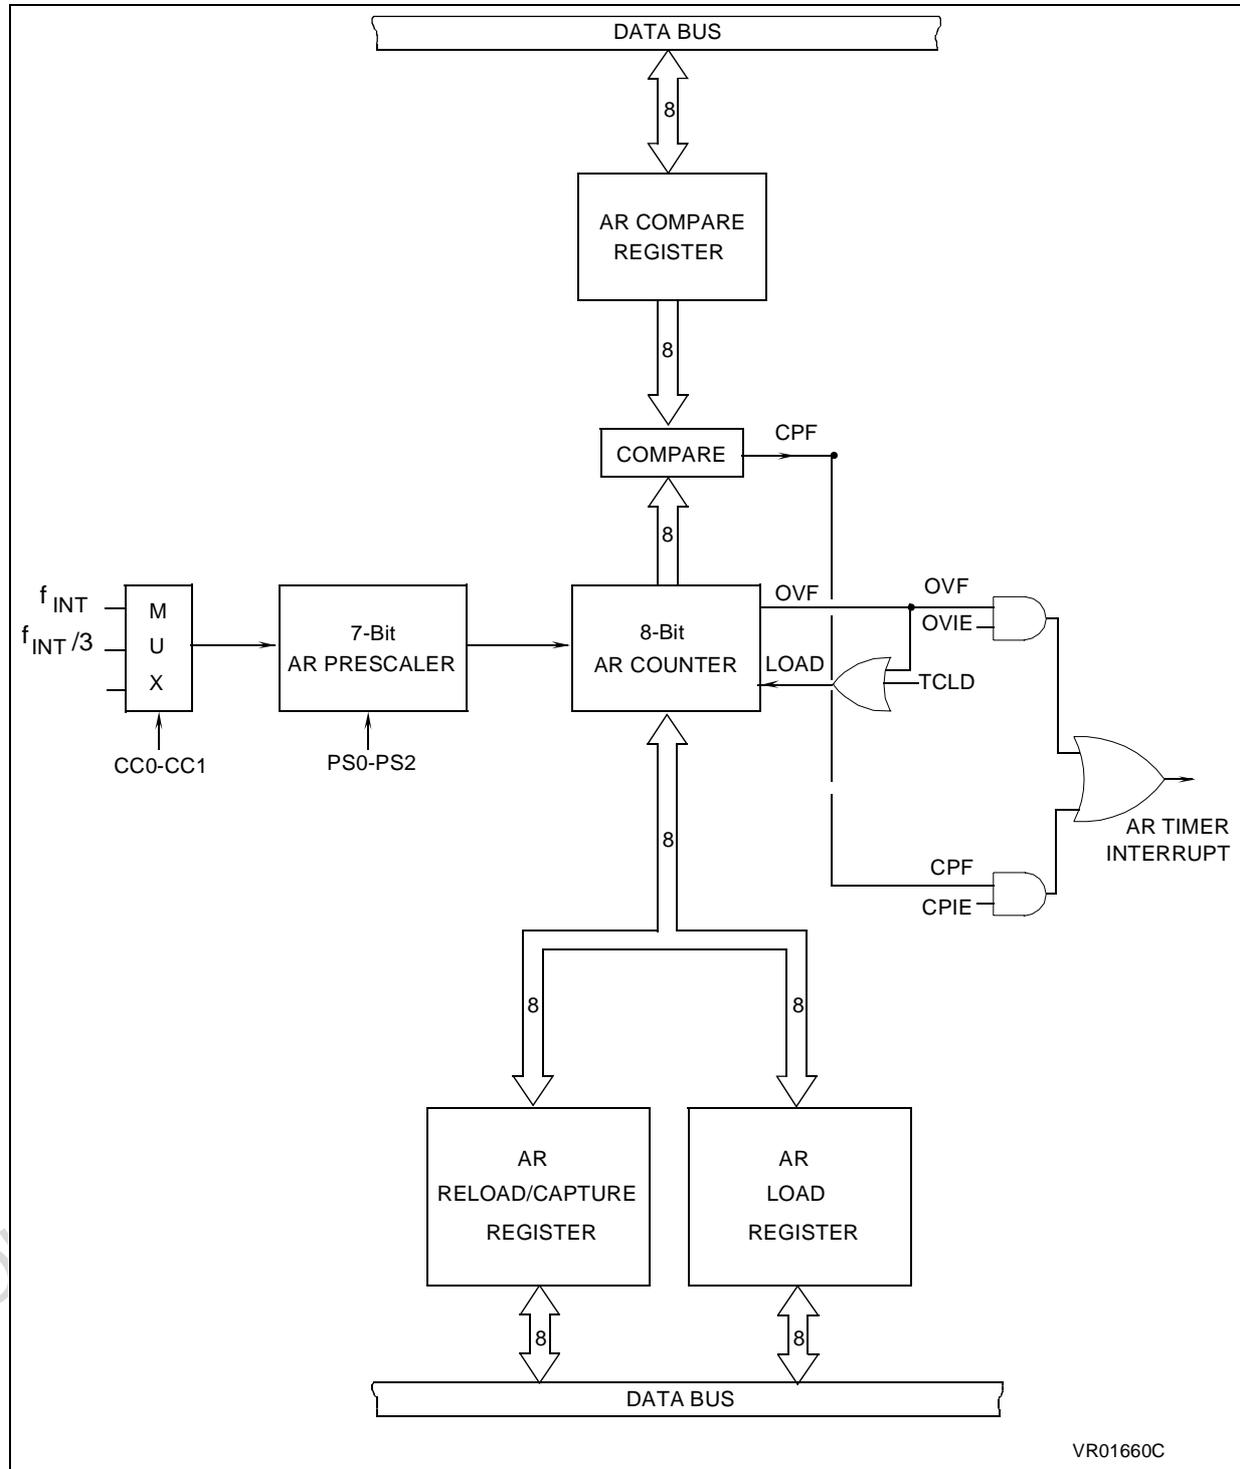 DATA BUS
8
AR COMPARE
REGISTER
8
COMPARE
CPF
8
f INT
f INT /3
M
U
X
CC0-CC1
7-Bit
AR PRESCALER
PS0-PS2
8-Bit
AR COUNTER
OVF
LOAD
TCLD
OVF
OVIE
CPF
CPIE
AR TIMER
INTERRUPT
8
8
8
AR
RELOAD/CAPTURE
REGISTER
AR
LOAD
REGISTER
8
8
DATA BUS
VR01660C